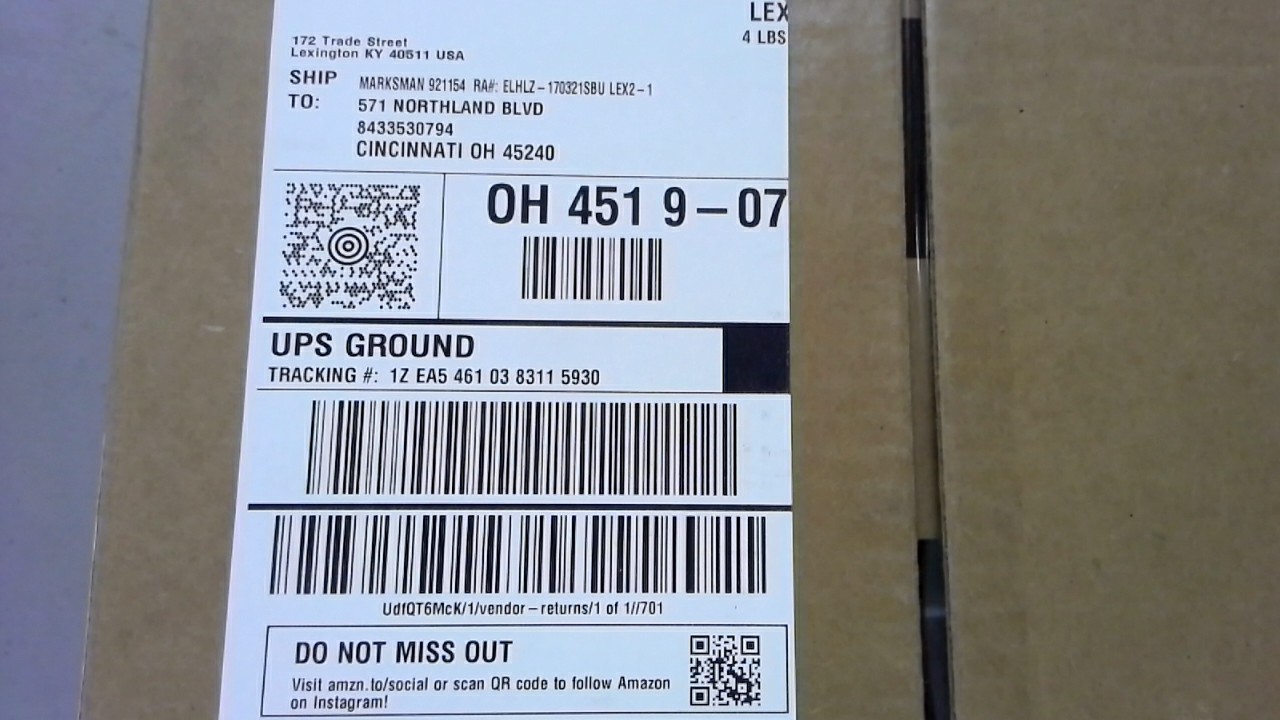 LEX
4 LBS
172 Trade Street
Lexington KY 40511 USA
SHIP TO:
MARKSMAN 921154 RA#: ELHLZ-170321SBU LEX2-1
571 NORTHLAND BLVD
8433530794
CINCINNATI OH 45240
OH 451 9-07
UPS GROUND
TRACKING #: 1Z EA5 461 03 8311 5930
UdfQT6McK/1/vendor-returns/1 of 1//701
DO NOT MISS OUT
Visit amzn.to/social or scan QR code to follow Amazon
on Instagram!